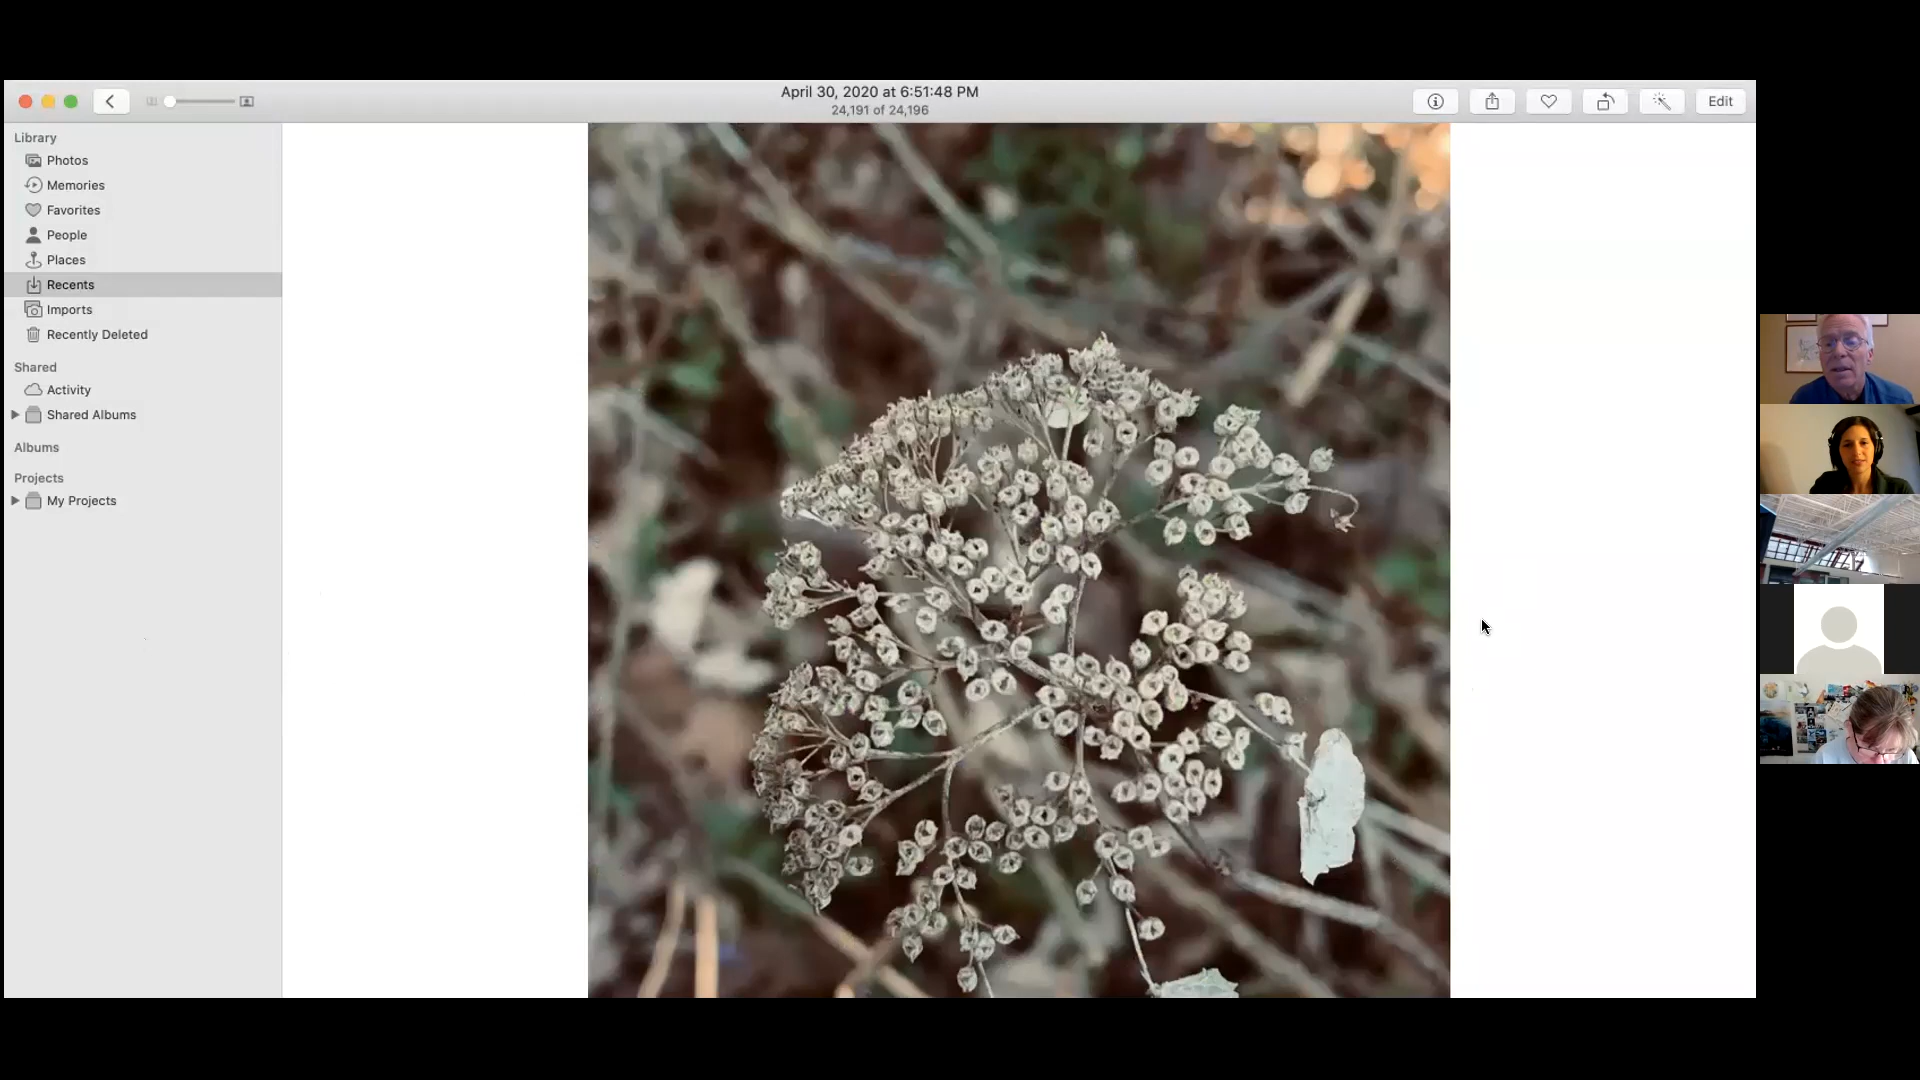 April 30, 2020 at 6:51:48 PM
24,191 of 24,196
Edit
Library
Photos
Memories
Favorites
People
Places
Recents
Imports
Recently Deleted
Shared
Activity
Shared Albums
Albums
Projects
My Projects